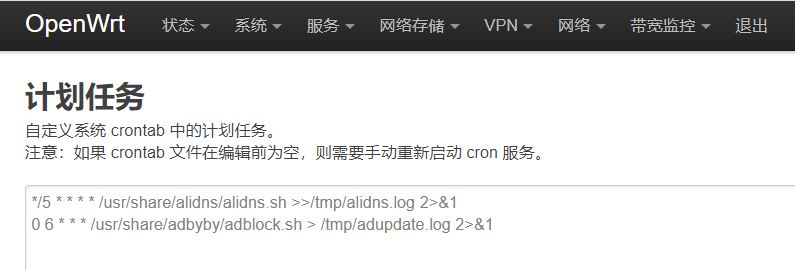 OpenWrt 状态 系统 服务 网络存储 VPN 网络 带宽监控 退出
计划任务
自定义系统 crontab 中的计划任务。
注意：如果 crontab 文件在编辑前为空，则需要手动重新启动 cron 服务。
*/5 * * * * /usr/share/alidns/alidns.sh >>/tmp/alidns.log 2>&1
0 6 * * * /usr/share/adbyby/adblock.sh > /tmp/adupdate.log 2>&1